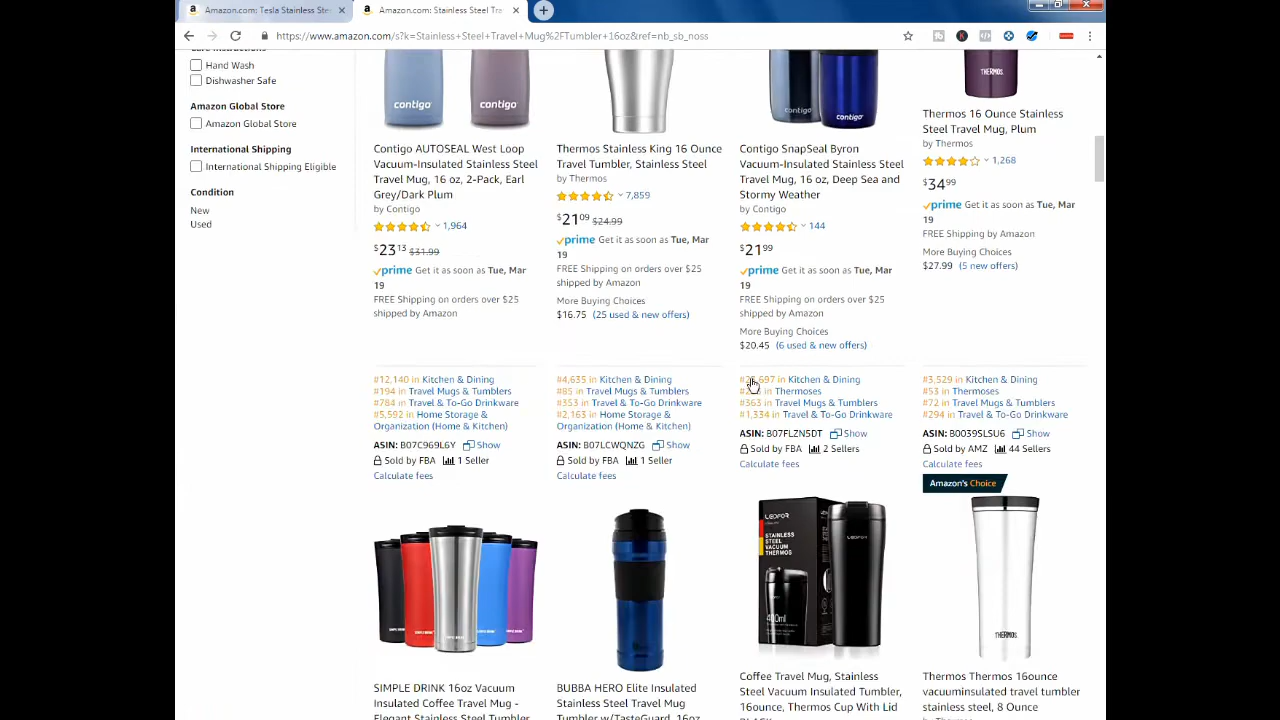 Amazon.com: Tesla Stainless Ste
Amazon.com: Stainless Steel Tra
https://www.amazon.com/s?k=Stainless+Steel+Travel+Mug%2FTumbler+16oz&ref=nb_sb_noss
Hand Wash
Dishwasher Safe
Amazon Global Store
Amazon Global Store
International Shipping
International Shipping Eligible
Condition
New
Used
contigo
contigo
Contigo AUTOSEAL West Loop
Vacuum-Insulated Stainless Steel
Travel Mug, 16 oz, 2-Pack, Earl
Grey/Dark Plum
by Contigo
1,964
$23 13 $31.99
prime Get it as soon as Tue, Mar
19
FREE Shipping on orders over $25
shipped by Amazon
#12,140 in Kitchen & Dining
#194 in Travel Mugs & Tumblers
#784 in Travel & To-Go Drinkware
#5,592 in Home Storage &
Organization (Home & Kitchen)
ASIN: B07C969L6Y Show
Sold by FBA 1 Seller
Calculate fees
Thermos Stainless King 16 Ounce
Travel Tumbler, Stainless Steel
by Thermos
7,859
$21 09 $24.99
prime Get it as soon as Tue, Mar
19
FREE Shipping on orders over $25
shipped by Amazon
More Buying Choices
$16.75 (25 used & new offers)
#4,635 in Kitchen & Dining
#85 in Travel Mugs & Tumblers
#353 in Travel & To-Go Drinkware
#2,163 in Home Storage &
Organization (Home & Kitchen)
ASIN: B07LCWQNZG Show
Sold by FBA 1 Seller
Calculate fees
contigo
contigo
Contigo SnapSeal Byron
Vacuum-Insulated Stainless Steel
Travel Mug, 16 oz, Deep Sea and
Stormy Weather
by Contigo
144
$21 99
prime Get it as soon as Tue, Mar
19
FREE Shipping on orders over $25
shipped by Amazon
More Buying Choices
$20.45 (6 used & new offers)
in Kitchen & Dining
in Thermoses
#363 in Travel Mugs & Tumblers
#1,334 in Travel & To-Go Drinkware
ASIN: B07FLZN5DT Show
Sold by FBA 2 Sellers
Calculate fees
THERMOS
Thermos 16 Ounce Stainless
Steel Travel Mug, Plum
by Thermos
1,268
$34 99
prime Get it as soon as Tue, Mar
19
FREE Shipping by Amazon
More Buying Choices
$27.99 (5 new offers)
#3,529 in Kitchen & Dining
#53 in Thermoses
#72 in Travel Mugs & Tumblers
#294 in Travel & To-Go Drinkware
ASIN: B0039SLSU6 Show
Sold by AMZ 44 Sellers
Calculate fees
Amazon's Choice
SIMPLE DRINK 16oz Vacuum
Insulated Coffee Travel Mug -
Elegant Stainless Steel Tumbler
BUBBA HERO Elite Insulated
Stainless Steel Travel Mug
Tumbler w/TasteGuard, 16oz
LEOFOR
STAINLESS
STEEL
VACUUM
THERMOS
LEOFOR
Coffee Travel Mug, Stainless
Steel Vacuum Insulated Tumbler,
16ounce, Thermos Cup With Lid
THERMOS
Thermos Thermos 16ounce
vacuuminsulated travel tumbler
stainless steel, 8 Ounce
by Thermos